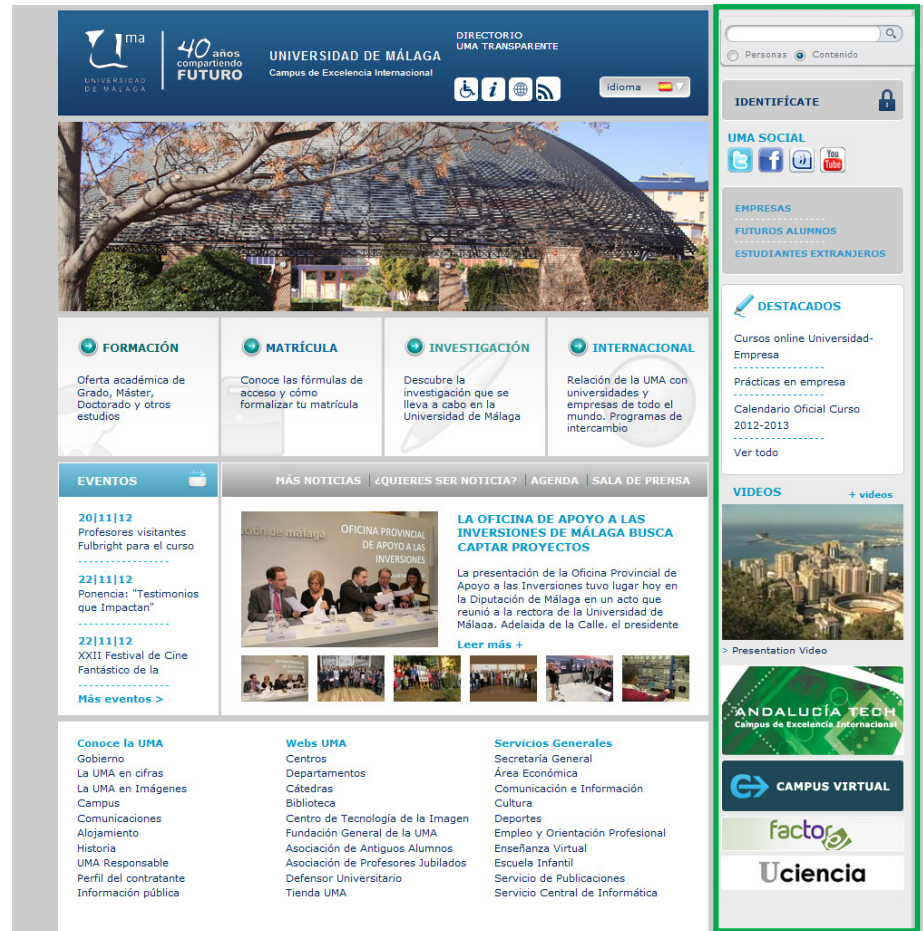 uma
UNIVERSIDAD
DE MÁLAGA
40 años
compartiendo
FUTURO
UNIVERSIDAD DE MÁLAGA
Campus de Excelencia Internacional
DIRECTORIO
UMA TRANSPARENTE
idioma
Personas Contenido
IDENTIFÍCATE
UMA SOCIAL
You
Tube
EMPRESAS
FUTUROS ALUMNOS
ESTUDIANTES EXTRANJEROS
FORMACIÓN
Oferta académica de
Grado, Máster,
Doctorado y otros
estudios
MATRÍCULA
Conoce las fórmulas de
acceso y cómo
formalizar tu matrícula
INVESTIGACIÓN
Descubre la
investigación que se
lleva a cabo en la
Universidad de Málaga
INTERNACIONAL
Relación de la UMA con
universidades y
empresas de todo el
mundo. Programas de
intercambio
DESTACADOS
Cursos online Universidad-
Empresa
Prácticas en empresa
Calendario Oficial Curso
2012-2013
Ver todo
EVENTOS
20|11|12
Profesores visitantes
Fulbright para el curso
22|11|12
Ponencia: "Testimonios
que Impactan"
22|11|12
XXII Festival de Cine
Fantástico de la
Más eventos >
MÁS NOTICIAS | ¿QUIERES SER NOTICIA? | AGENDA | SALA DE PRENSA
ación de malaga
OFICINA PROVINCIAL
DE APOYO A LAS
INVERSIONES
LA OFICINA DE APOYO A LAS
INVERSIONES DE MÁLAGA BUSCA
CAPTAR PROYECTOS
La presentación de la Oficina Provincial de
Apoyo a las Inversiones tuvo lugar hoy en
la Diputación de Málaga en un acto que
reunió a la rectora de la Universidad de
Málaga, Adelaida de la Calle, el presidente
Leer más +
VIDEOS + videos
> Presentation Video
ANDALUCÍA TECH
Campus de Excelencia Internacional
CAMPUS VIRTUAL
factor
Uciencia
Conoce la UMA
Gobierno
La UMA en cifras
La UMA en Imágenes
Campus
Comunicaciones
Alojamiento
Historia
UMA Responsable
Perfil del contratante
Información pública
Webs UMA
Centros
Departamentos
Cátedras
Biblioteca
Centro de Tecnología de la Imagen
Fundación General de la UMA
Asociación de Antiguos Alumnos
Asociación de Profesores Jubilados
Defensor Universitario
Tienda UMA
Servicios Generales
Secretaría General
Área Económica
Comunicación e Información
Cultura
Deportes
Empleo y Orientación Profesional
Enseñanza Virtual
Escuela Infantil
Servicio de Publicaciones
Servicio Central de Informática